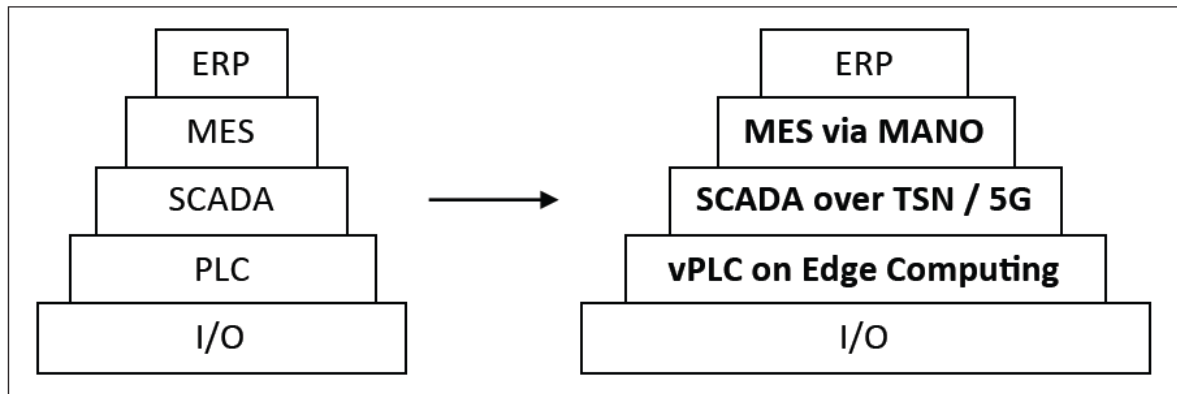 ERP
MES
SCADA
PLC
I/O
ERP
MES via MANO
SCADA over TSN / 5G
vPLC on Edge Computing
I/O